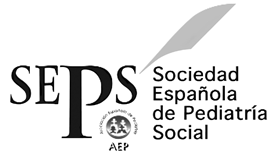 SEPS
AEP
Sociedad
Española
de Pediatría
Social